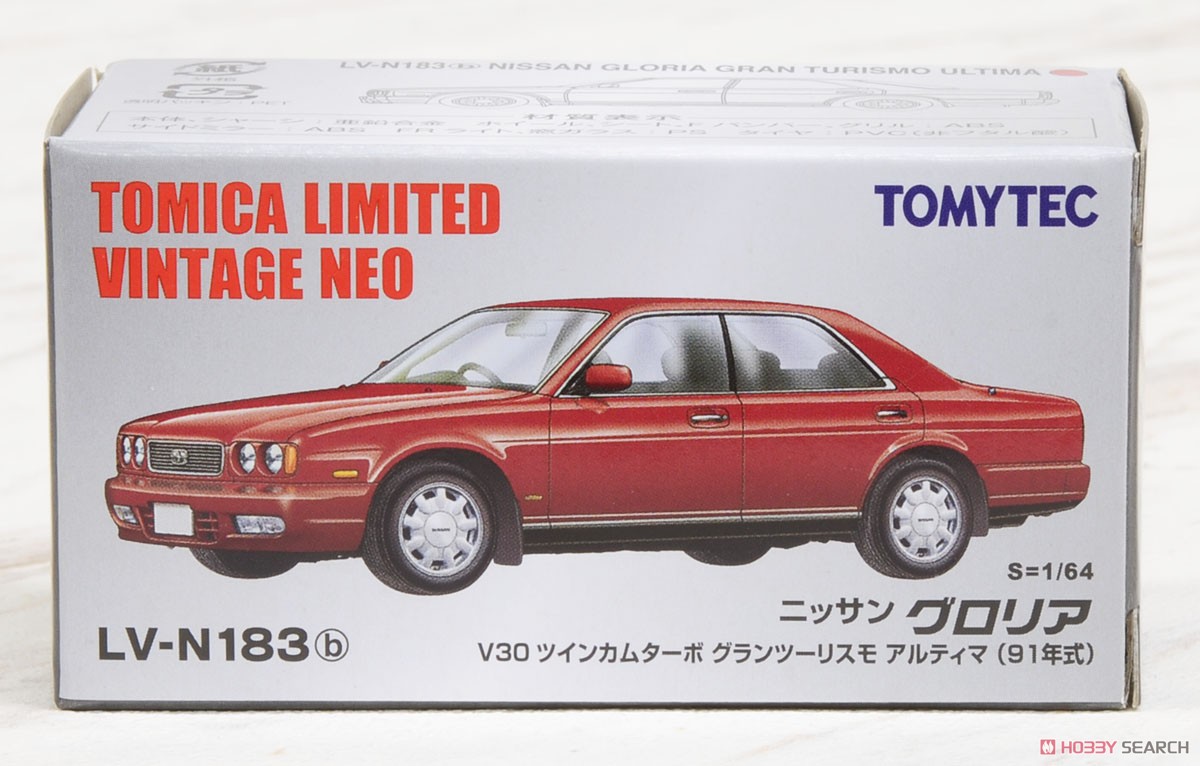 LV-N183ⓑ NISSAN GLORIA GRAN TURISMO ULTIMA
材質表示
TOMICA LIMITED
VINTAGE NEO
TOMYTEC
S=1/64
ニッサン グロリア
LV-N183ⓑ
V30 ツインカムターボ グランツーリスモ アルティマ (91年式)
HOBBY SEARCH